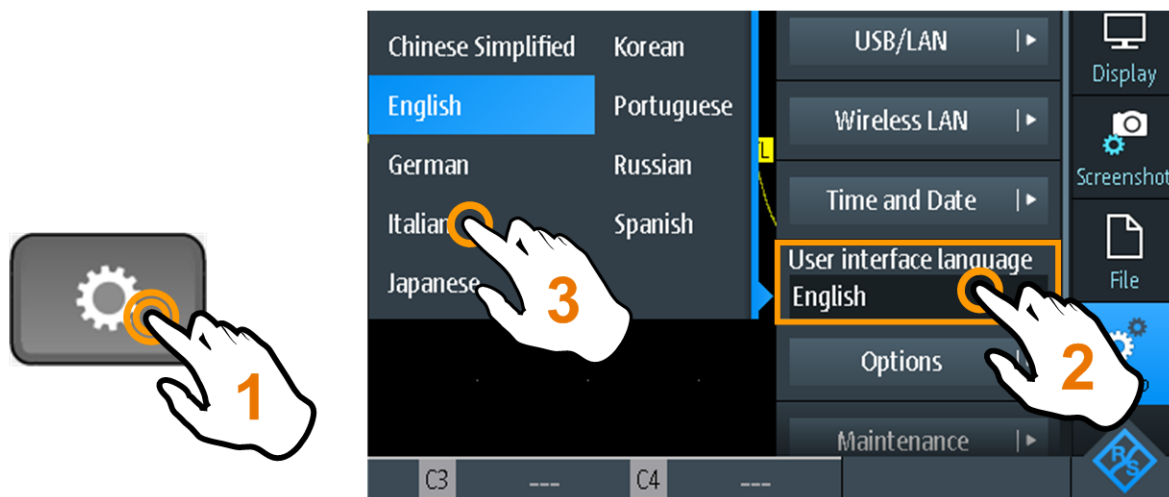 1
Chinese Simplified
Korean
English
Portuguese
German
Russian
Italian
Spanish
Japanese
3
USB/LAN
Wireless LAN
Time and Date
User interface language
English
Options
Maintenance
2
Display
Screenshot
File
L
C3
---
C4
---
R&S